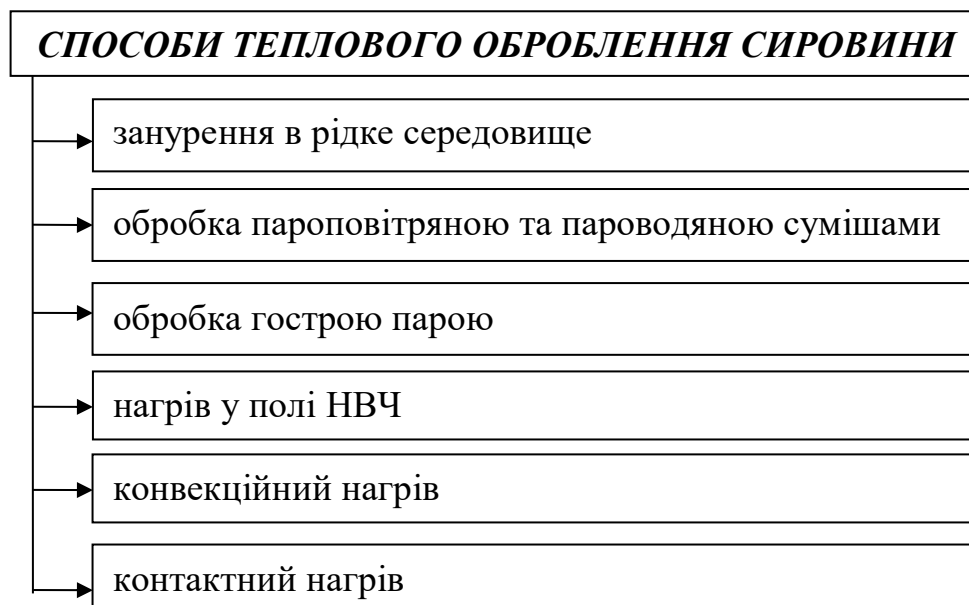 СПОСОБИ ТЕПЛОВОГО ОБРОБЛЕННЯ СИРОВИНИ
занурення в рідке середовище
обробка пароповітряною та пароводяною сумішами
обробка гострою парою
нагрів у полі НВЧ
конвекційний нагрів
контактний нагрів